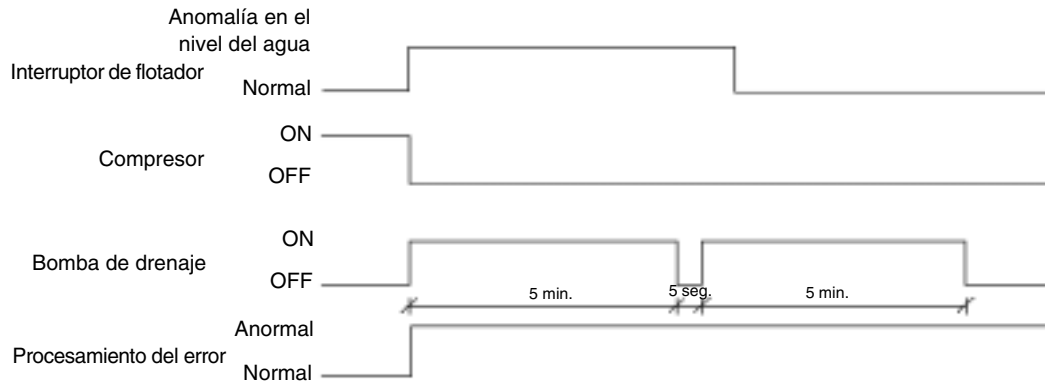 Anomalía en el
nivel del agua
Interruptor de flotador
Normal
ON
Compresor
OFF
ON
Bomba de drenaje
OFF
5 min.
5 seg.
5 min.
Anormal
Procesamiento del error
Normal